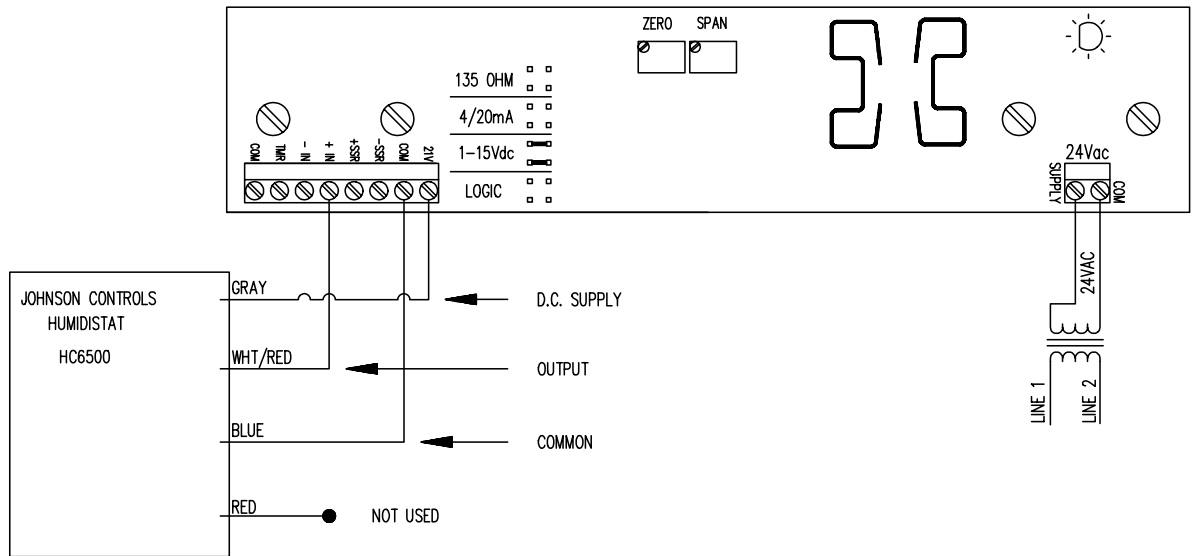 ZERO SPAN
135 OHM
4/20mA
1-15Vdc
LOGIC
COM
TMR
- IN
+ IN
+SSR
-SSR
COM
21V
24Vac
SUPPLY
COM
24VAC
LINE 1
LINE 2
JOHNSON CONTROLS
HUMIDISTAT
HC6500
GRAY
D.C. SUPPLY
WHT/RED
OUTPUT
BLUE
COMMON
RED
NOT USED